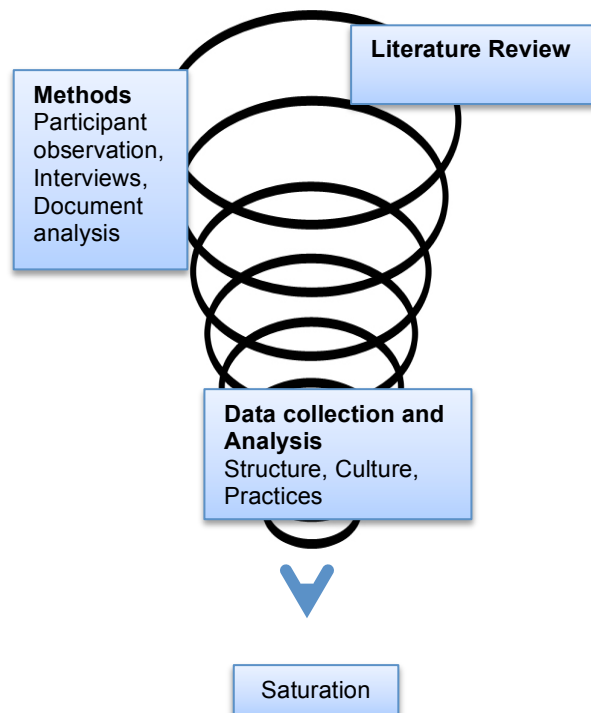 Literature Review
Methods
Participant
observation,
Interviews,
Document
analysis
Data collection and
Analysis
Structure, Culture,
Practices
Saturation